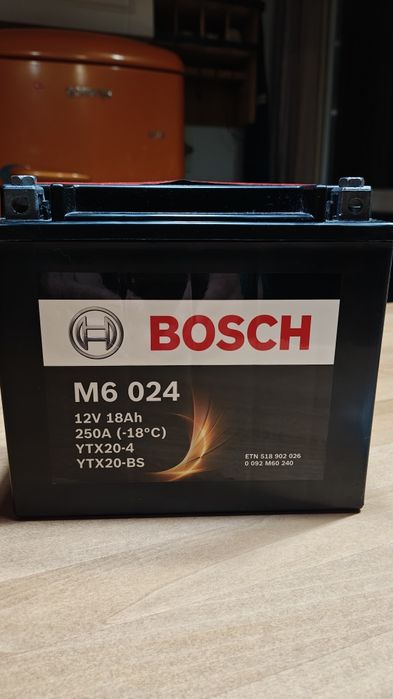 BOSCH
M6 024
12V 18Ah
250A (-18°C)
YTX20-4
YTX20-BS
ETN 518 902 026
0 092 M60 240